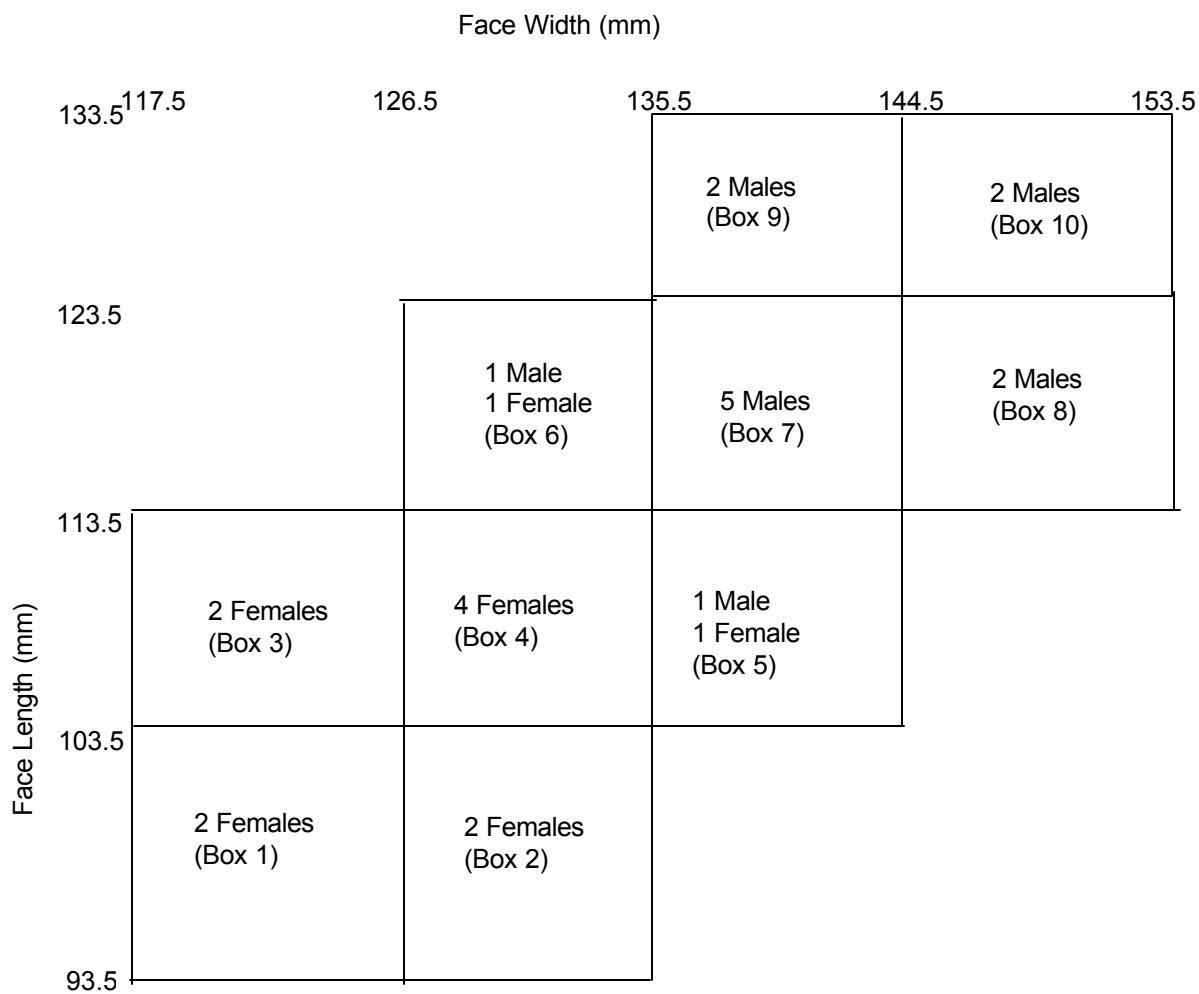 Face Width (mm)
117.5 126.5 135.5 144.5 153.5
133.5
2 Males
(Box 9)
2 Males
(Box 10)
123.5
1 Male
1 Female
(Box 6)
5 Males
(Box 7)
2 Males
(Box 8)
113.5
2 Females
(Box 3)
4 Females
(Box 4)
1 Male
1 Female
(Box 5)
Face Length (mm)
103.5
2 Females
(Box 1)
2 Females
(Box 2)
93.5